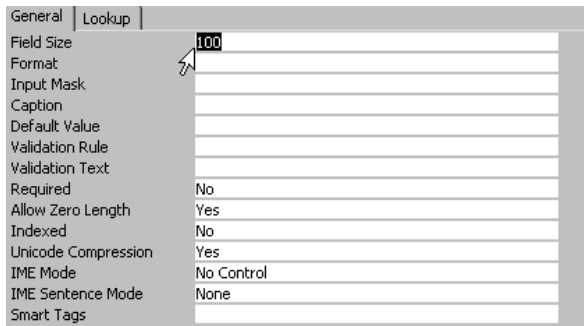 General Lookup
Field Size 100
Format
Input Mask
Caption
Default Value
Validation Rule
Validation Text
Required No
Allow Zero Length Yes
Indexed No
Unicode Compression Yes
IME Mode No Control
IME Sentence Mode None
Smart Tags